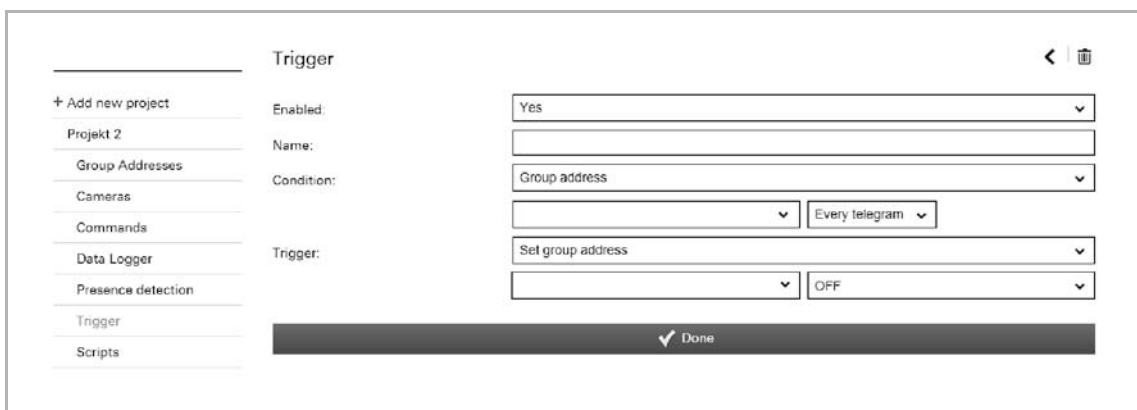 Trigger
+ Add new project
Projekt 2
Group Addresses
Cameras
Commands
Data Logger
Presence detection
Trigger
Scripts
Enabled: Yes
Name:
Condition: Group address
Every telegram
Trigger: Set group address
OFF
Done